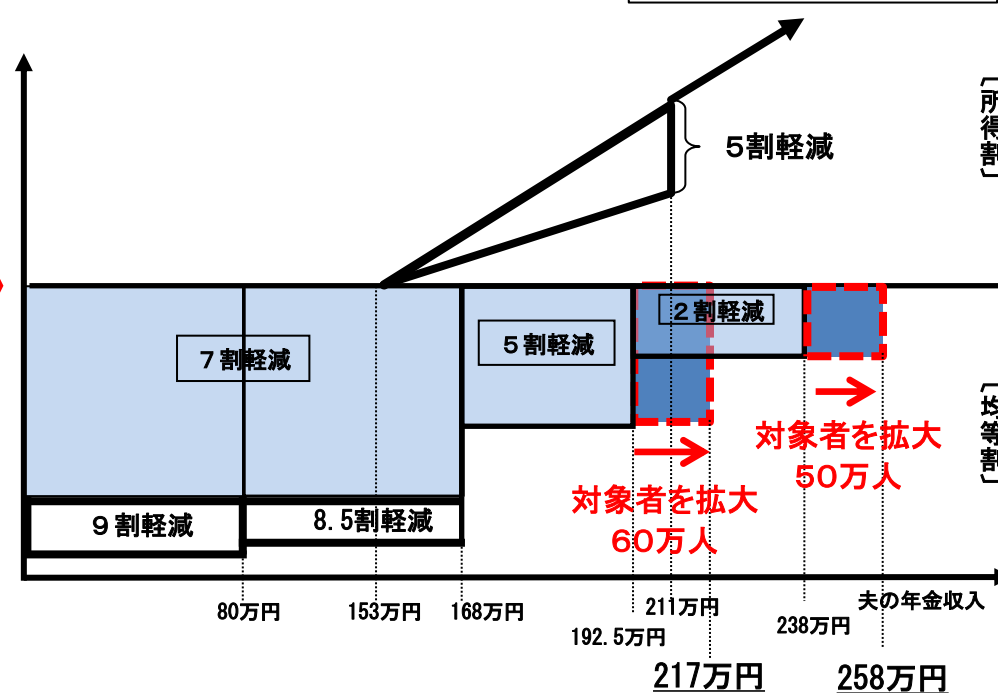 〔所得割〕
5割軽減
７割軽減
５割軽減
２割軽減
９割軽減
8.5割軽減
対象者を拡大
60万人
対象者を拡大
50万人
〔均等割〕
80万円
153万円
168万円
192.5万円
211万円
217万円
238万円
258万円
夫の年金収入